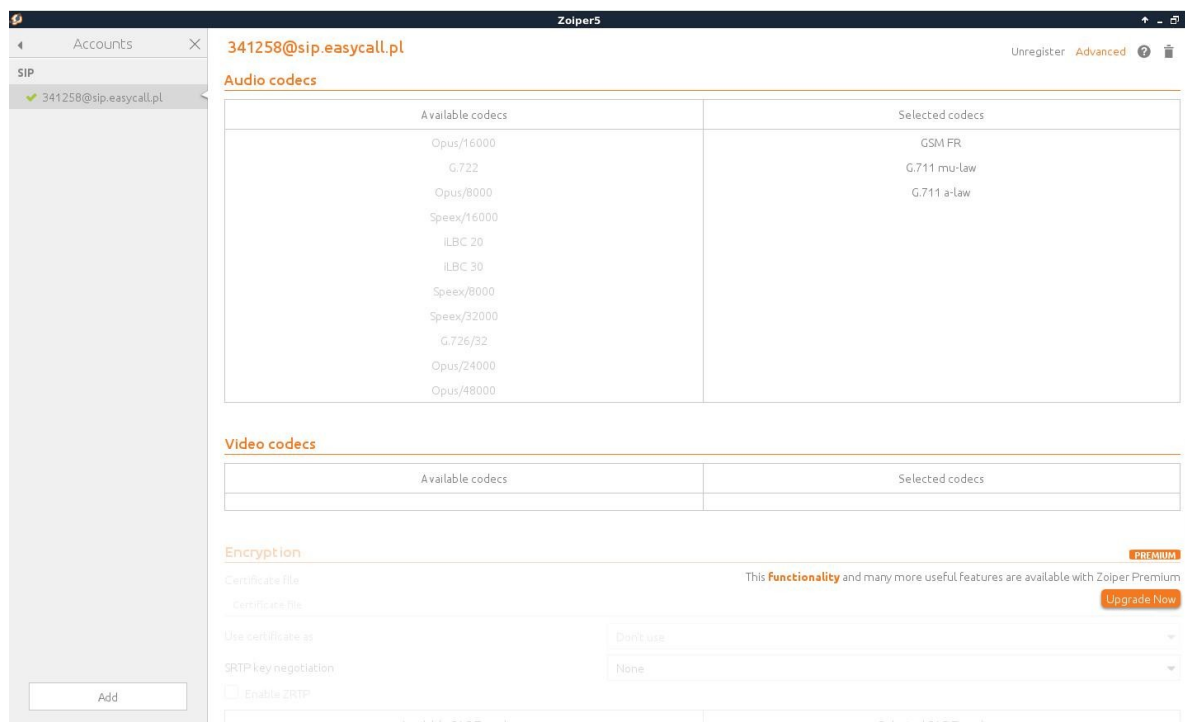 Zoiper5
Accounts
SIP
341258@sip.easycall.pl
Add
341258@sip.easycall.pl
Unregister Advanced
Audio codecs
Available codecs Selected codecs
Opus/16000 GSM FR
G.722 G.711 mu-law
Opus/8000 G.711 a-law
Speex/16000
iLBC 20
iLBC 30
Speex/8000
Speex/32000
G.726/32
Opus/24000
Opus/48000
Video codecs
Available codecs Selected codecs
Encryption PREMIUM
Certificate file This functionality and many more useful features are available with Zoiper Premium
Certificate file Upgrade Now
Use certificate as Don't use
SRTP key negotiation None
Enable ZRTP